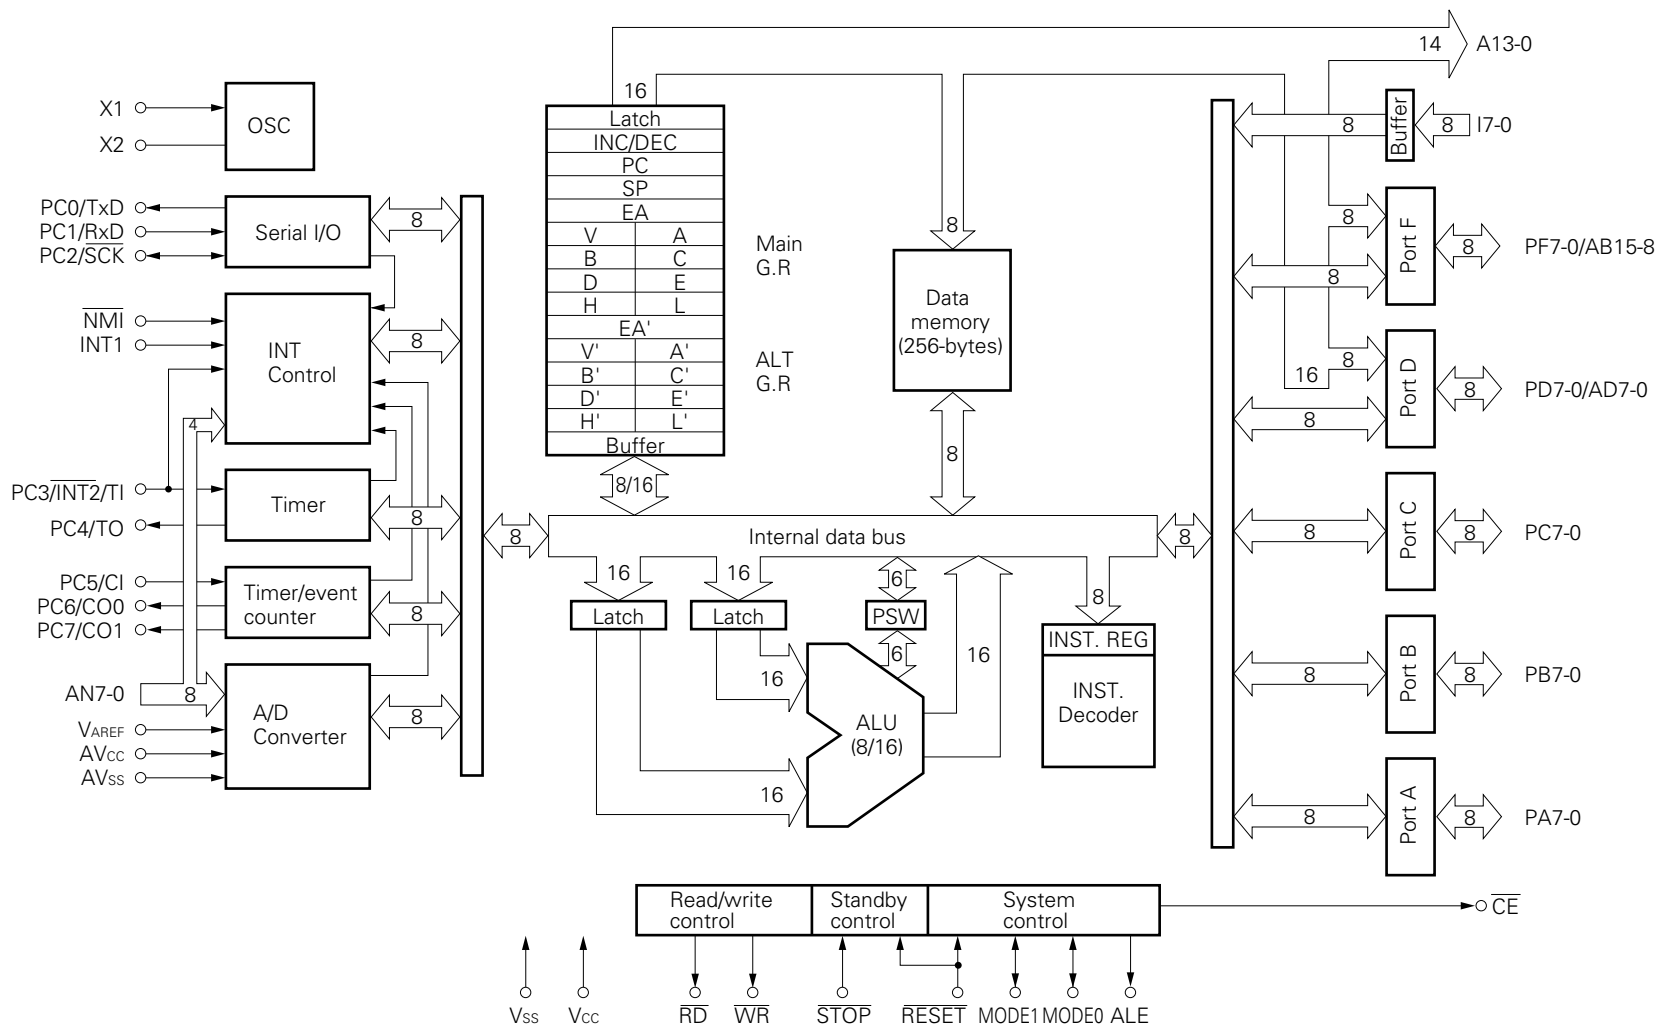 14 A13-0
X1
X2
OSC
16
Latch
INC/DEC
PC
SP
EA
V A
B C
D E
H L
EA'
V' A'
B' C'
D' E'
H' L'
Buffer
8/16
Main
G.R
ALT
G.R
PC0/TxD
PC1/RxD
PC2/SCK
Serial I/O
8
NMI
INT1
INT
Control
8
4
PC3/INT2/TI
PC4/TO
Timer
8
PC5/CI
PC6/CO0
PC7/CO1
Timer/event
counter
8
AN7-0
8
VAREF
AVCC
AVSS
A/D
Converter
8
8
Internal data bus
8
8
Data
memory
(256-bytes)
8
16
Latch
16
Latch
6
PSW
6
16
16
16
ALU
(8/16)
8
INST. REG
INST.
Decoder
8
Buffer
8
I7-0
8
8
Port F
8
PF7-0/AB15-8
16
8
8
Port D
8
PD7-0/AD7-0
8
Port C
8
PC7-0
8
Port B
8
PB7-0
8
Port A
8
PA7-0
Read/write
control
Standby
control
System
control
CE
VSS
VCC
RD
WR
STOP
RESET
MODE1
MODE0
ALE